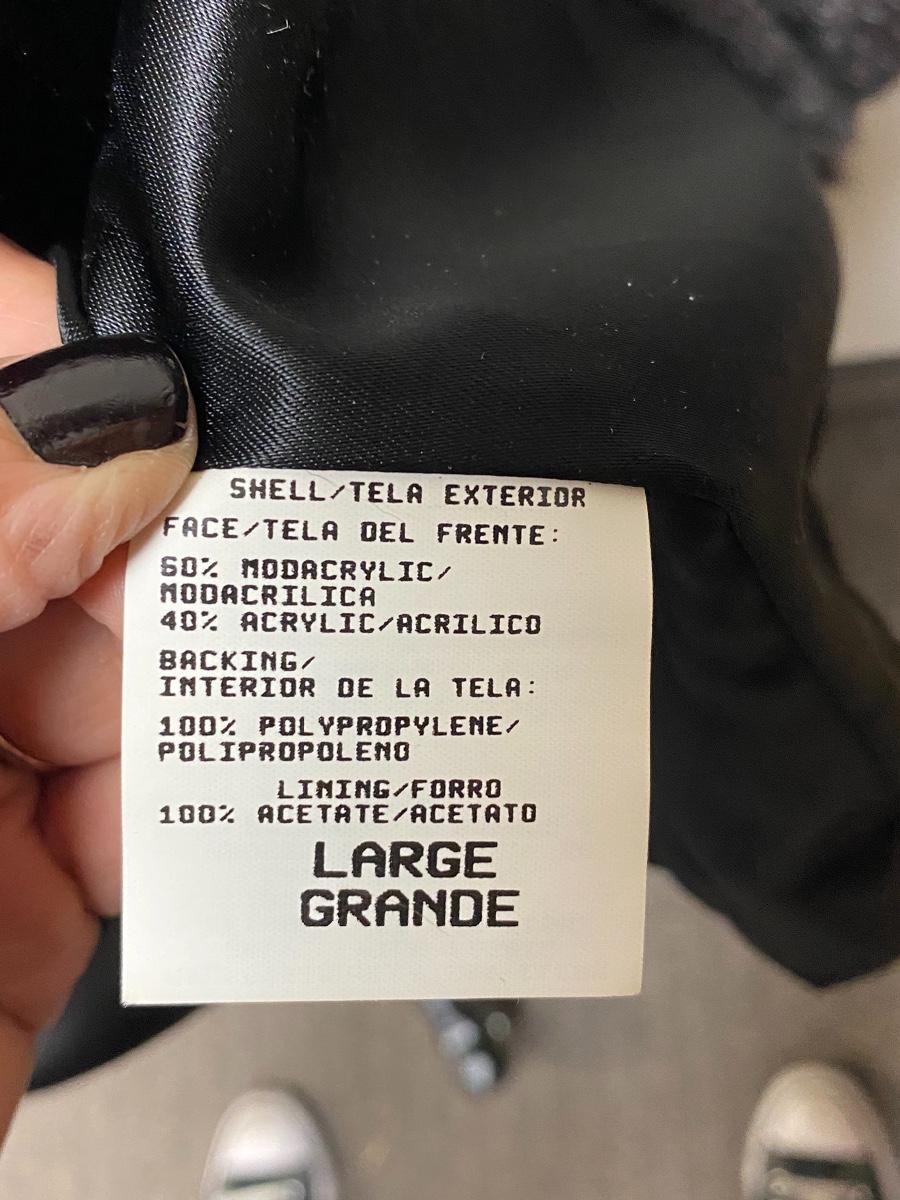 SHELL/TELA EXTERIOR
FACE/TELA DEL FRENTE:
60% MODACRYLIC/
MODACRILICA
40% ACRYLIC/ACRILICO
BACKING/
INTERIOR DE LA TELA:
100% POLYPROPYLENE/
POLIPROPOLENO
LINING/FORRO
100% ACETATE/ACETATO
LARGE
GRANDE